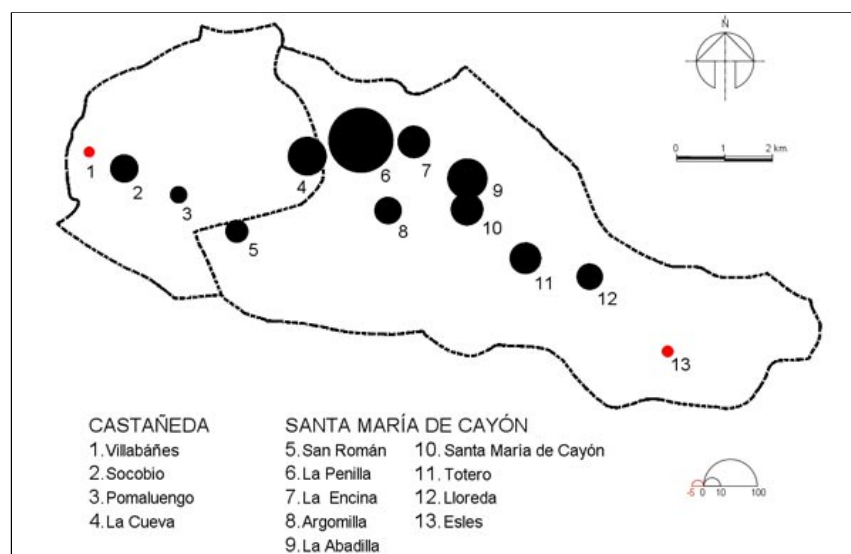 N
0 1 2 km.
1
2
3
4
5
6
7
8
9
10
11
12
13
CASTAÑEDA
1. Villabáñes
2. Socobio
3. Pomaluengo
4. La Cueva
SANTA MARÍA DE CAYÓN
5. San Román
6. La Penilla
7. La Encina
8. Argomilla
9. La Abadilla
10. Santa María de Cayón
11. Totero
12. Lloreda
13. Esles
-5 0 10 100